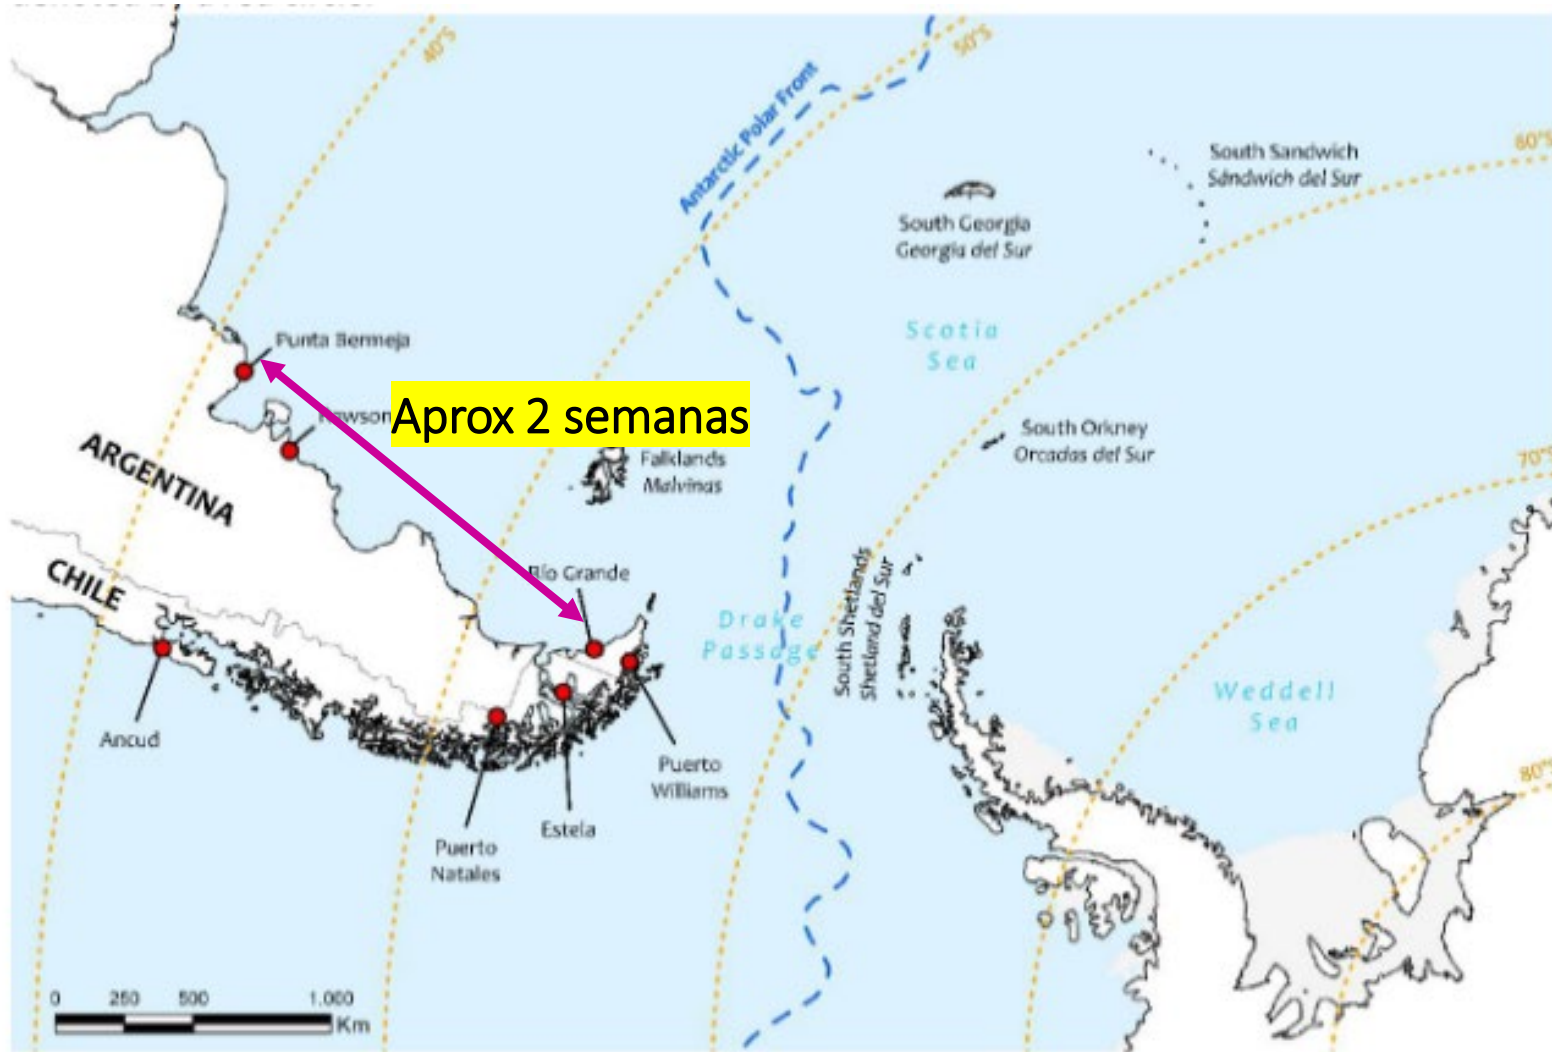 40°S
50°S
Antarctic Polar Front
60°S
South Sandwich
Sándwich del Sur
South Georgia
Georgia del Sur
Scotia
Sea
Punta Bermeja
Aprox 2 semanas
Falklands
Malvinas
South Orkney
Orcadas del Sur
70°S
ARGENTINA
CHILE
Río Grande
Drake
Passage
South Shetlands
Shetland del Sur
Weddell
Sea
Ancud
Puerto
Williams
80°S
Estela
Puerto
Natales
0 250 500 1.000
Km